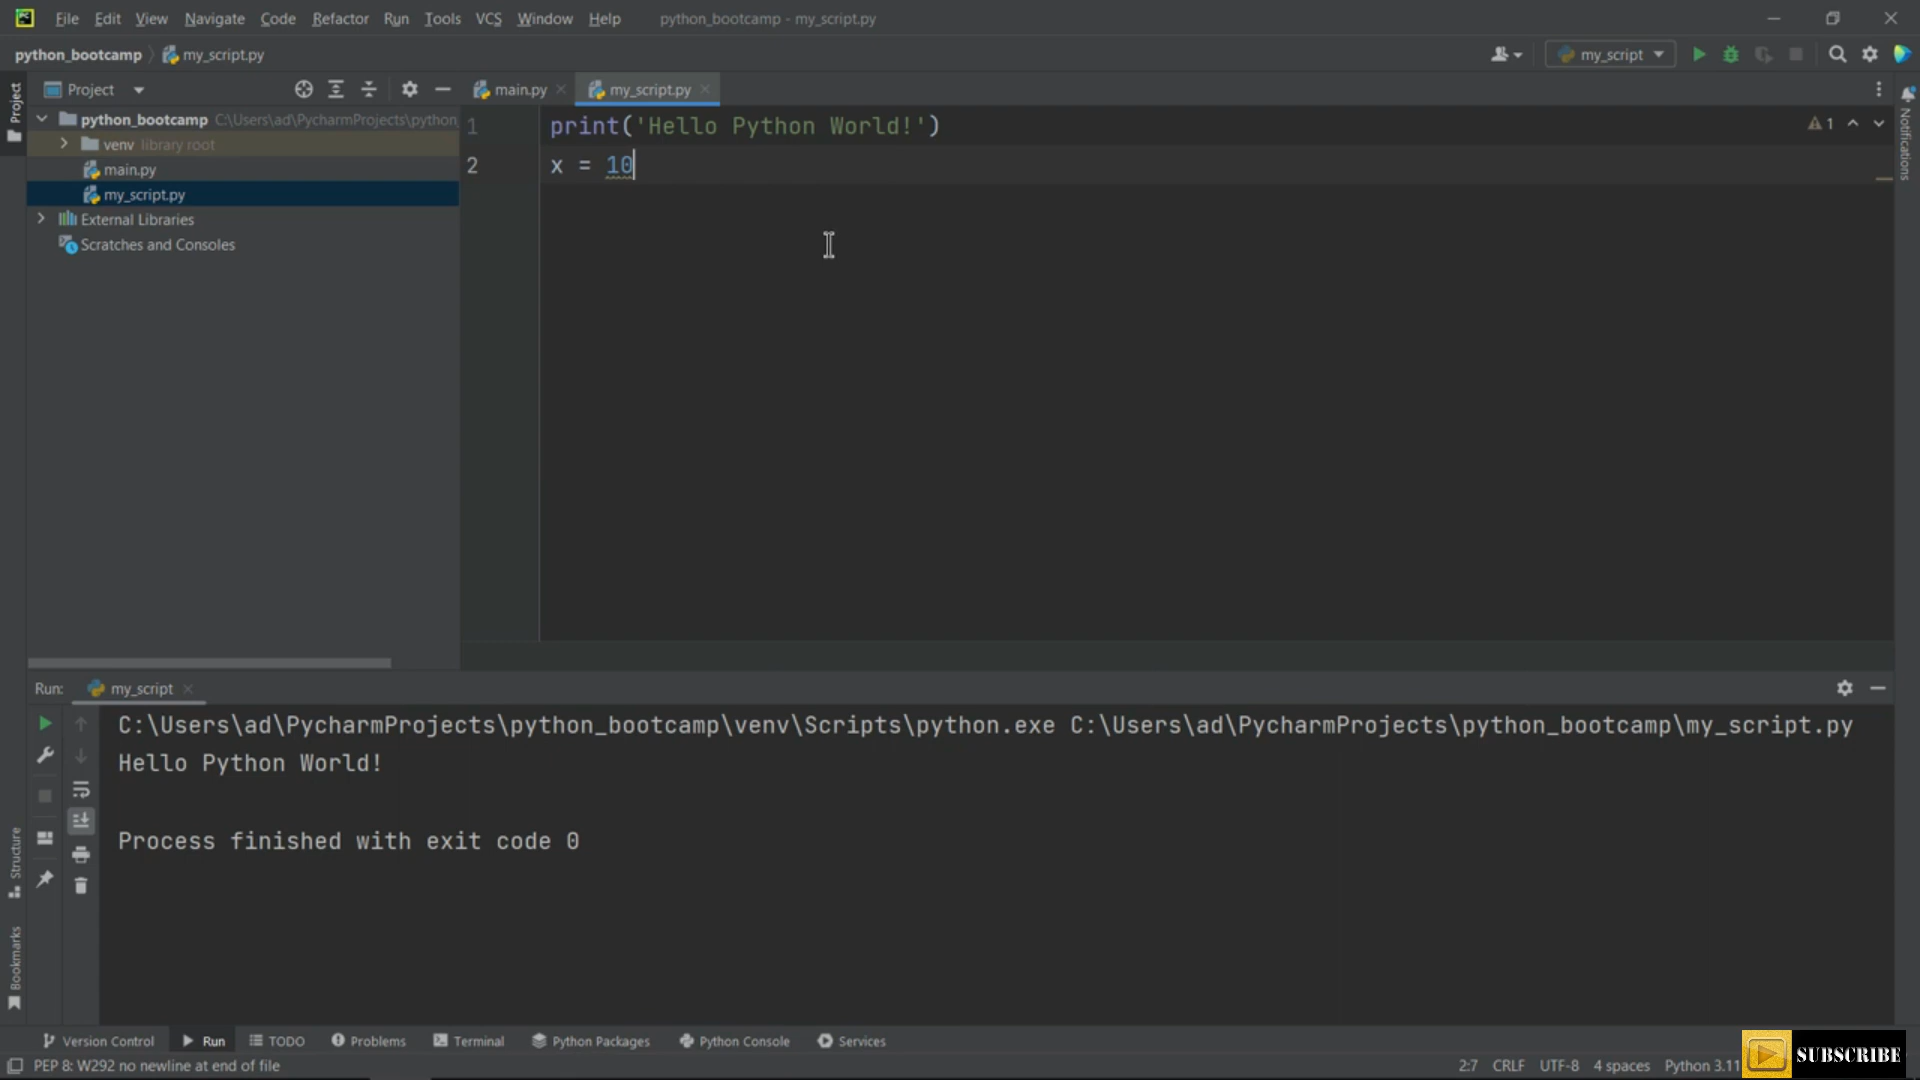 File Edit View Navigate Code Refactor Run Tools VCS Window Help python_bootcamp - my_script.py
python_bootcamp my_script.py my_script
Project
Project
main.py
my_script.py
python_bootcamp C:\Users\ad\PycharmProjects\python
venv library root
main.py
my_script.py
External Libraries
Scratches and Consoles
1 print('Hello Python World!')
2 x = 10
1
Notifications
Run: my_script
C:\Users\ad\PycharmProjects\python_bootcamp\venv\Scripts\python.exe C:\Users\ad\PycharmProjects\python_bootcamp\my_script.py
Hello Python World!
Process finished with exit code 0
Structure
Bookmarks
Version Control Run TODO Problems Terminal Python Packages Python Console Services
PEP 8: W292 no newline at end of file 2:7 CRLF UTF-8 4 spaces Python 3.11
SUBSCRIBE